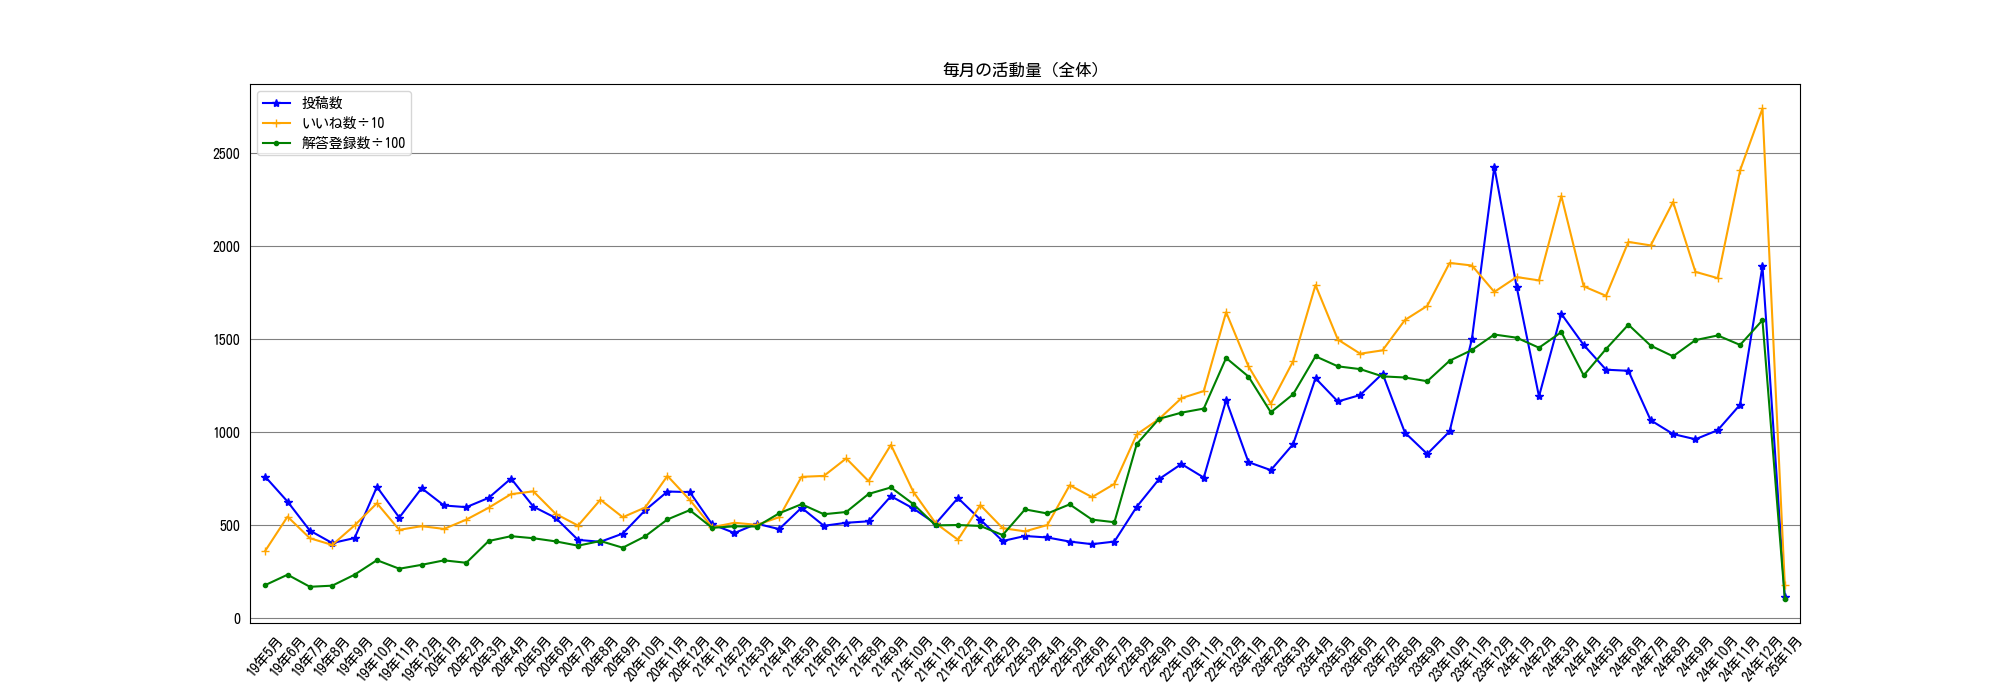 毎月の活動量（全体）
投稿数
いいね数÷10
解答登録数÷100
2500
2000
1500
1000
500
0
19年5月
19年6月
19年7月
19年8月
19年9月
19年10月
19年11月
19年12月
20年1月
20年2月
20年3月
20年4月
20年5月
20年6月
20年7月
20年8月
20年9月
20年10月
20年11月
20年12月
21年1月
21年2月
21年3月
21年4月
21年5月
21年6月
21年7月
21年8月
21年9月
21年10月
21年11月
21年12月
22年1月
22年2月
22年3月
22年4月
22年5月
22年6月
22年7月
22年8月
22年9月
22年10月
22年11月
22年12月
23年1月
23年2月
23年3月
23年4月
23年5月
23年6月
23年7月
23年8月
23年9月
23年10月
23年11月
23年12月
24年1月
24年2月
24年3月
24年4月
24年5月
24年6月
24年7月
24年8月
24年9月
24年10月
24年11月
24年12月
25年1月